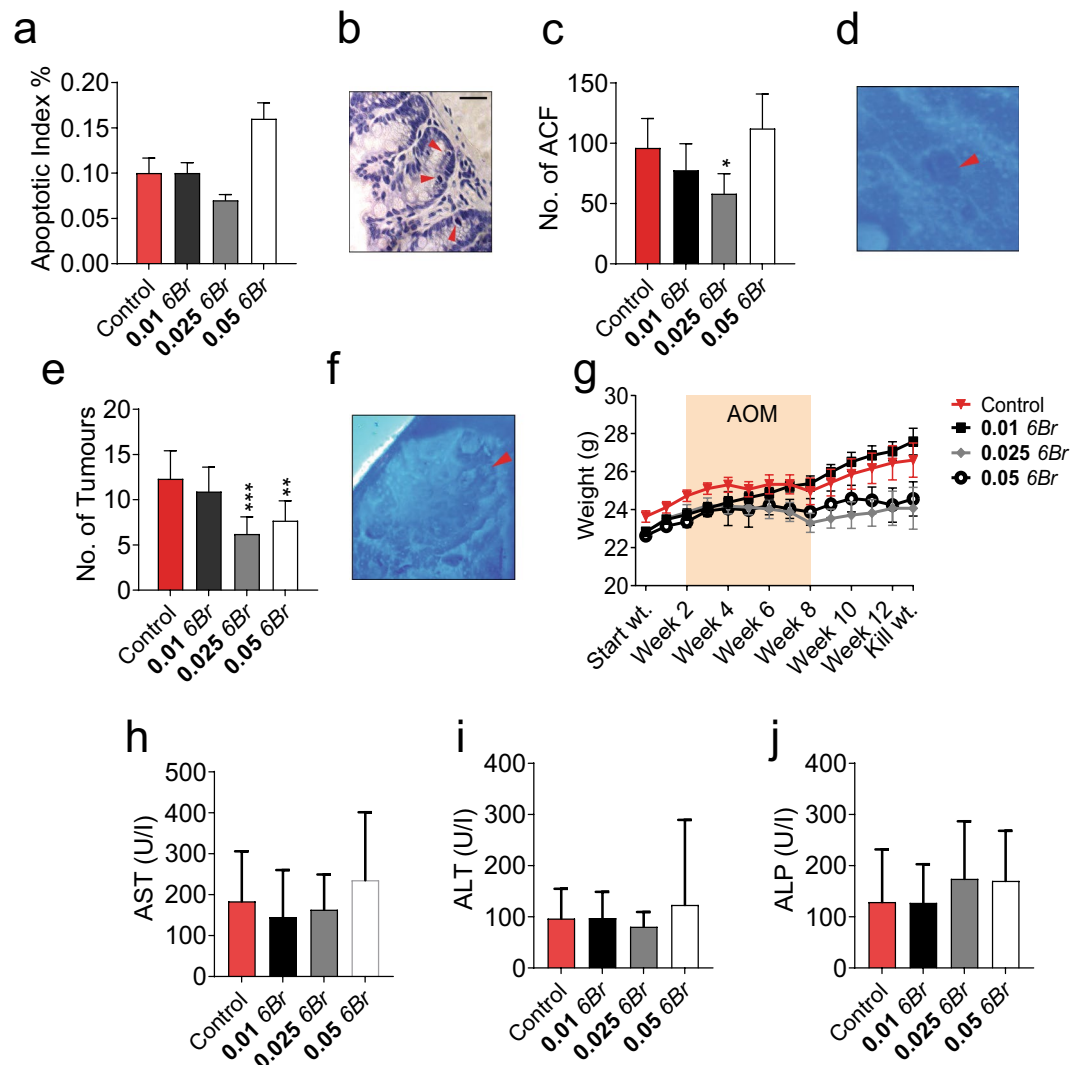 a
Apoptotic Index %
0.20
0.15
0.10
0.05
0.00
Control
0.01 6Br
0.025 6Br
0.05 6Br
b
c
No. of ACF
150
100
50
0
*
Control
0.01 6Br
0.025 6Br
0.05 6Br
d
e
No. of Tumours
20
15
10
5
0
***
**
Control
0.01 6Br
0.025 6Br
0.05 6Br
f
g
Weight (g)
30
28
26
24
22
20
AOM
Start wt.
Week 2
Week 4
Week 6
Week 8
Week 10
Week 12
Kill wt.
Control
0.01 6Br
0.025 6Br
0.05 6Br
h
AST (U/l)
500
400
300
200
100
0
Control
0.01 6Br
0.025 6Br
0.05 6Br
i
ALT (U/l)
400
300
200
100
0
Control
0.01 6Br
0.025 6Br
0.05 6Br
j
ALP (U/l)
400
300
200
100
0
Control
0.01 6Br
0.025 6Br
0.05 6Br